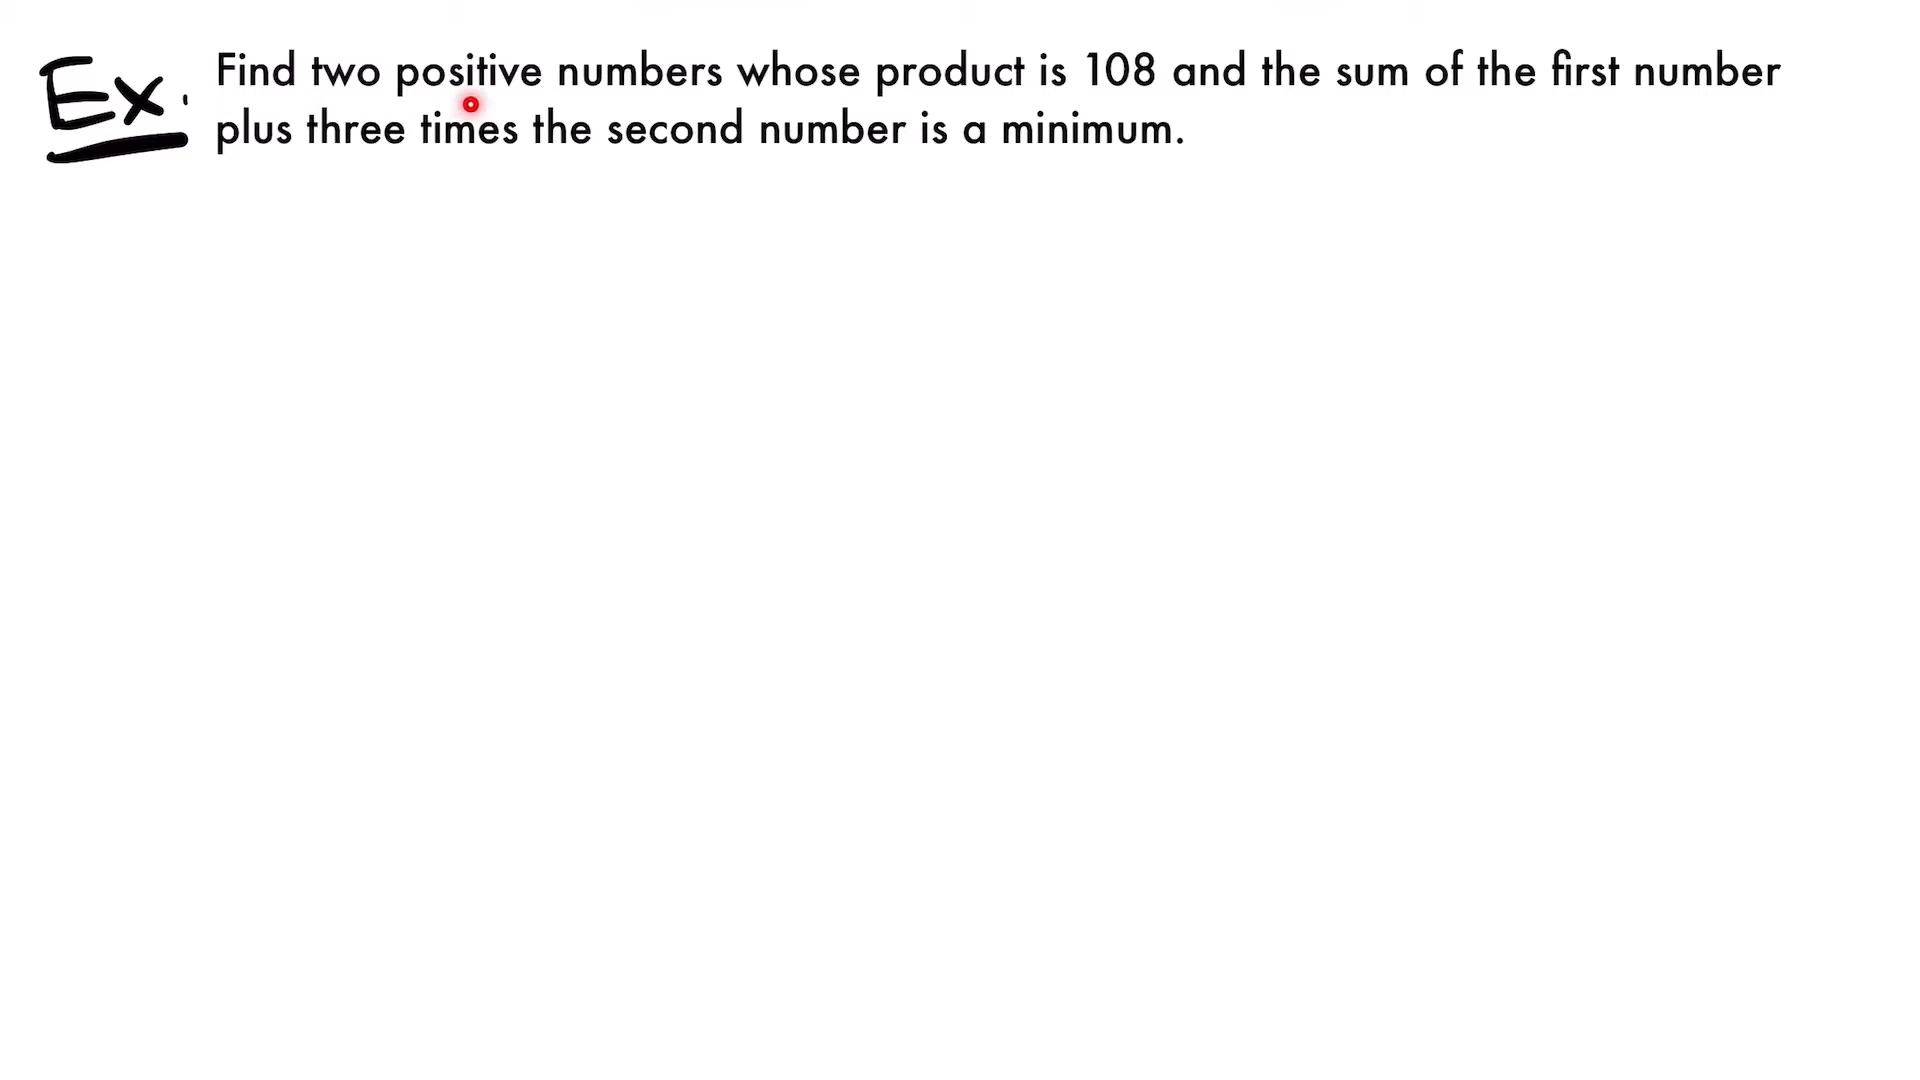 Ex. Find two positive numbers whose product is 108 and the sum of the first number
plus three times the second number is a minimum.